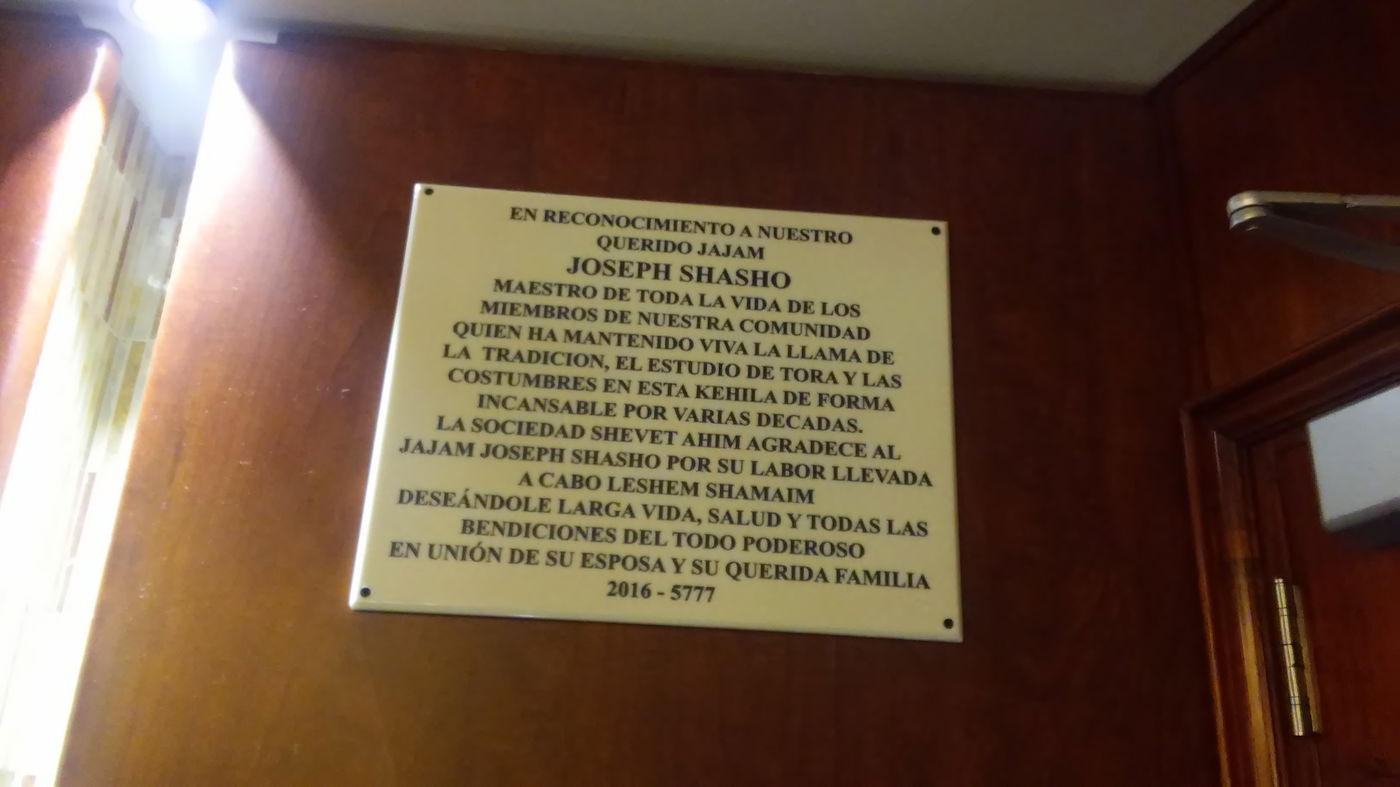 EN RECONOCIMIENTO A NUESTRO
QUERIDO JAJAM
JOSEPH SHASHO
MAESTRO DE TODA LA VIDA DE LOS
MIEMBROS DE NUESTRA COMUNIDAD
QUIEN HA MANTENIDO VIVA LA LLAMA DE
LA TRADICION, EL ESTUDIO DE TORA Y LAS
COSTUMBRES EN ESTA KEHILA DE FORMA
INCANSABLE POR VARIAS DECADAS.
LA SOCIEDAD SHEVET AHIM AGRADECE AL
JAJAM JOSEPH SHASHO POR SU LABOR LLEVADA
A CABO LESHEM SHAMAIM
DESEÁNDOLE LARGA VIDA, SALUD Y TODAS LAS
BENDICIONES DEL TODO PODEROSO
EN UNIÓN DE SU ESPOSA Y SU QUERIDA FAMILIA
2016 - 5777